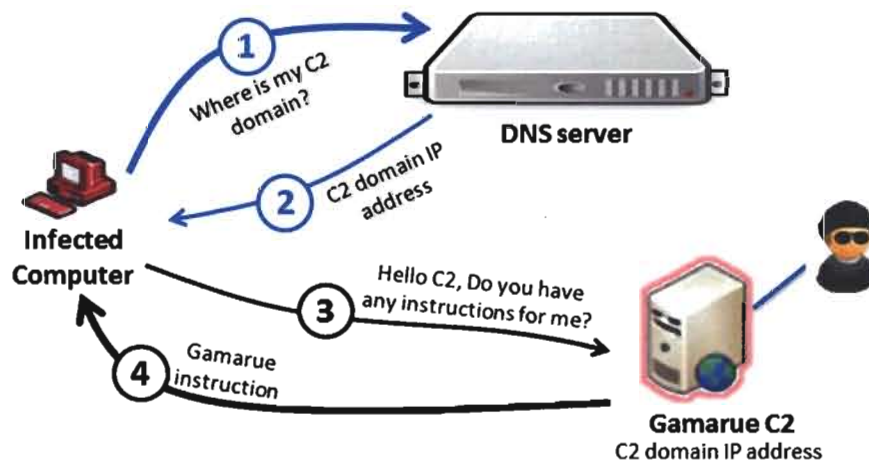 1
Where is my C2
domain?
DNS server
2
C2 domain IP
address
Infected
Computer
3
Hello C2, Do you have
any instructions for me?
4
Gamarue
instruction
Gamarue C2
C2 domain IP address